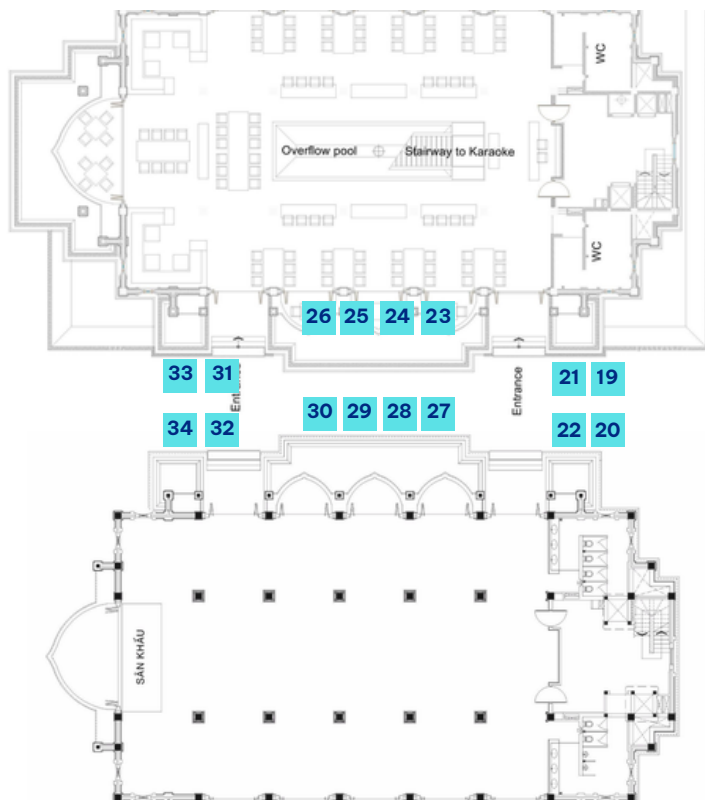 WC
Overflow pool
Stairway to Karaoke
WC
26 25 24 23
33 31
21 19
Entrance
Entrance
30 29 28 27
34 32
22 20
SÂN KHẤU